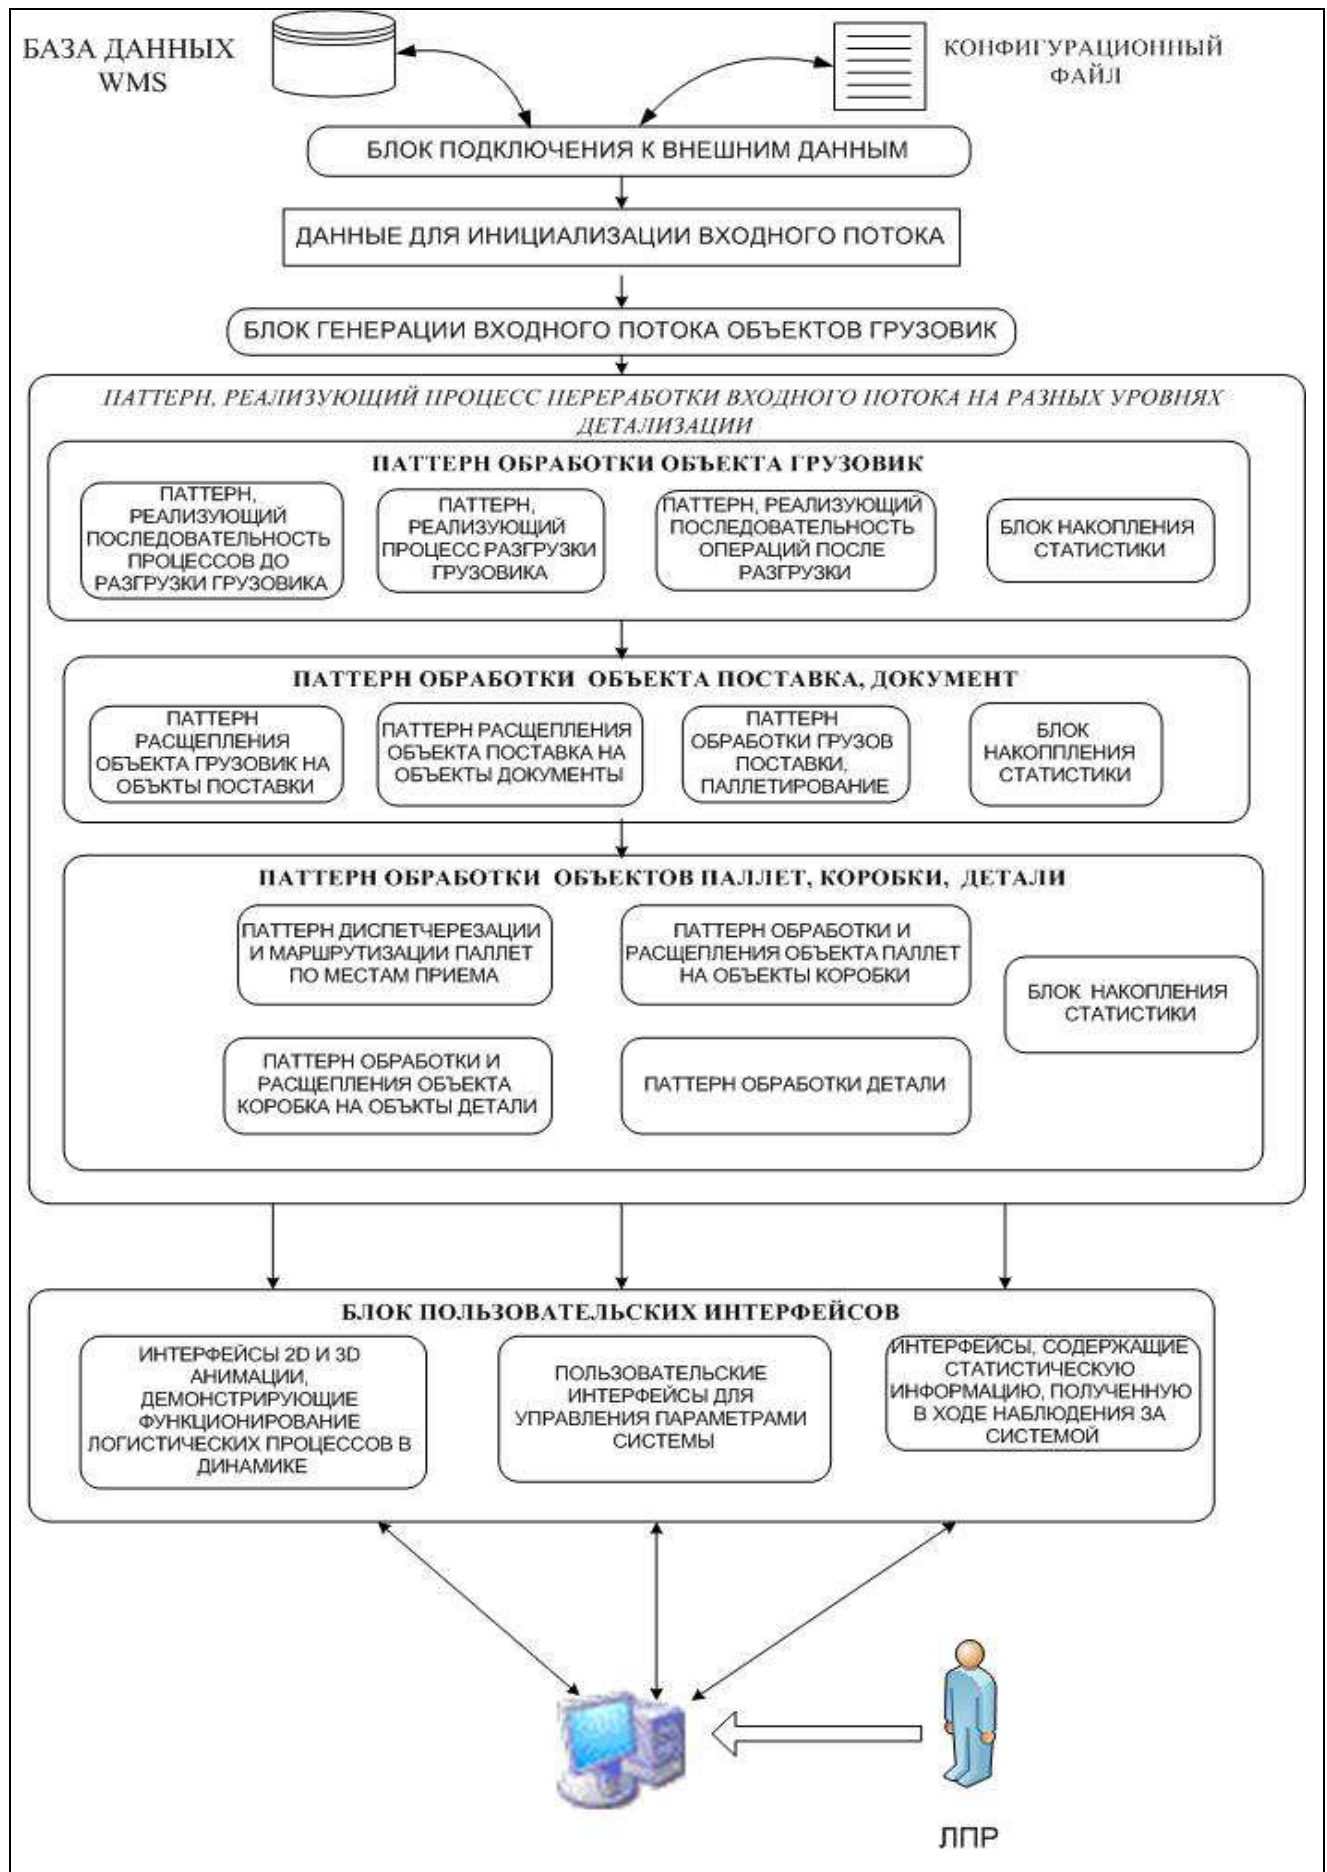 БАЗА ДАННЫХ
WMS
КОНФИГУРАЦИОННЫЙ
ФАЙЛ
БЛОК ПОДКЛЮЧЕНИЯ К ВНЕШНИМ ДАННЫМ
ДАННЫЕ ДЛЯ ИНИЦИАЛИЗАЦИИ ВХОДНОГО ПОТОКА
БЛОК ГЕНЕРАЦИИ ВХОДНОГО ПОТОКА ОБЪЕКТОВ ГРУЗОВИК
ПАТТЕРН, РЕАЛИЗУЮЩИЙ ПРОЦЕСС ПЕРЕРАБОТКИ ВХОДНОГО ПОТОКА НА РАЗНЫХ УРОВНЯХ
ДЕТАЛИЗАЦИИ
ПАТТЕРН ОБРАБОТКИ ОБЪЕКТА ГРУЗОВИК
ПАТТЕРН,
РЕАЛИЗУЮЩИЙ
ПОСЛЕДОВАТЕЛЬНОСТЬ
ПРОЦЕССОВ ДО
РАЗГРУЗКИ ГРУЗОВИКА
ПАТТЕРН,
РЕАЛИЗУЮЩИЙ
ПРОЦЕСС РАЗГРУЗКИ
ГРУЗОВИКА
ПАТТЕРН, РЕАЛИЗУЮЩИЙ
ПОСЛЕДОВАТЕЛЬНОСТЬ
ОПЕРАЦИЙ ПОСЛЕ
РАЗГРУЗКИ
БЛОК НАКОПЛЕНИЯ
СТАТИСТИКИ
ПАТТЕРН ОБРАБОТКИ ОБЪЕКТА ПОСТАВКА, ДОКУМЕНТ
ПАТТЕРН
РАСЩЕПЛЕНИЯ
ОБЪЕКТА ГРУЗОВИК НА
ОБЪКТЫ ПОСТАВКИ
ПАТТЕРН РАСЩЕПЛЕНИЯ
ОБЪЕКТА ПОСТАВКА НА
ОБЪЕКТЫ ДОКУМЕНТЫ
ПАТТЕРН
ОБРАБОТКИ ГРУЗОВ
ПОСТАВКИ,
ПАЛЛЕТИРОВАНИЕ
БЛОК
НАКОППЛЕНИЯ
СТАТИСТИКИ
ПАТТЕРН ОБРАБОТКИ ОБЪЕКТОВ ПАЛЛЕТ, КОРОБКИ, ДЕТАЛИ
ПАТТЕРН ДИСПЕТЧЕРЕЗАЦИИ
И МАРШРУТИЗАЦИИ ПАЛЛЕТ
ПО МЕСТАМ ПРИЕМА
ПАТТЕРН ОБРАБОТКИ И
РАСЩЕПЛЕНИЯ ОБЪЕКТА ПАЛЛЕТ
НА ОБЪЕКТЫ КОРОБКИ
БЛОК НАКОПЛЕНИЯ
СТАТИСТИКИ
ПАТТЕРН ОБРАБОТКИ И
РАСЩЕПЛЕНИЯ ОБЪЕКТА
КОРОБКА НА ОБЪКТЫ ДЕТАЛИ
ПАТТЕРН ОБРАБОТКИ ДЕТАЛИ
БЛОК ПОЛЬЗОВАТЕЛЬСКИХ ИНТЕРФЕЙСОВ
ИНТЕРФЕЙСЫ 2D И 3D
АНИМАЦИИ,
ДЕМОНСТРИРУЮЩИЕ
ФУНКЦИОНИРОВАНИЕ
ЛОГИСТИЧЕСКИХ ПРОЦЕССОВ В
ДИНАМИКЕ
ПОЛЬЗОВАТЕЛЬСКИЕ
ИНТЕРФЕЙСЫ ДЛЯ
УПРАВЛЕНИЯ ПАРАМЕТРАМИ
СИСТЕМЫ
ИНТЕРФЕЙСЫ, СОДЕРЖАЩИЕ
СТАТИСТИЧЕСКУЮ
ИНФОРМАЦИЮ, ПОЛУЧЕННУЮ
В ХОДЕ НАБЛЮДЕНИЯ ЗА
СИСТЕМОЙ
ЛПР